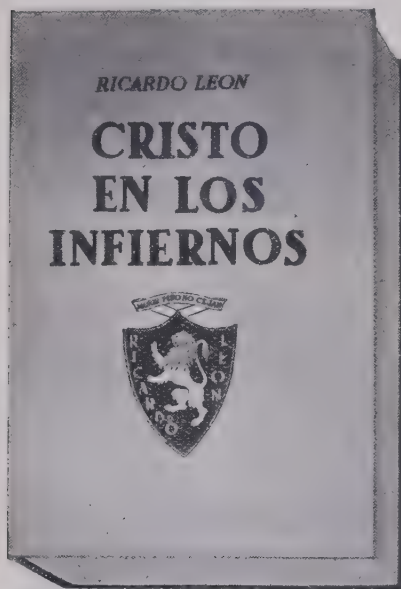 RICARDO LEON
CRISTO
EN LOS
INFIERNOS
RICARDO
LEON